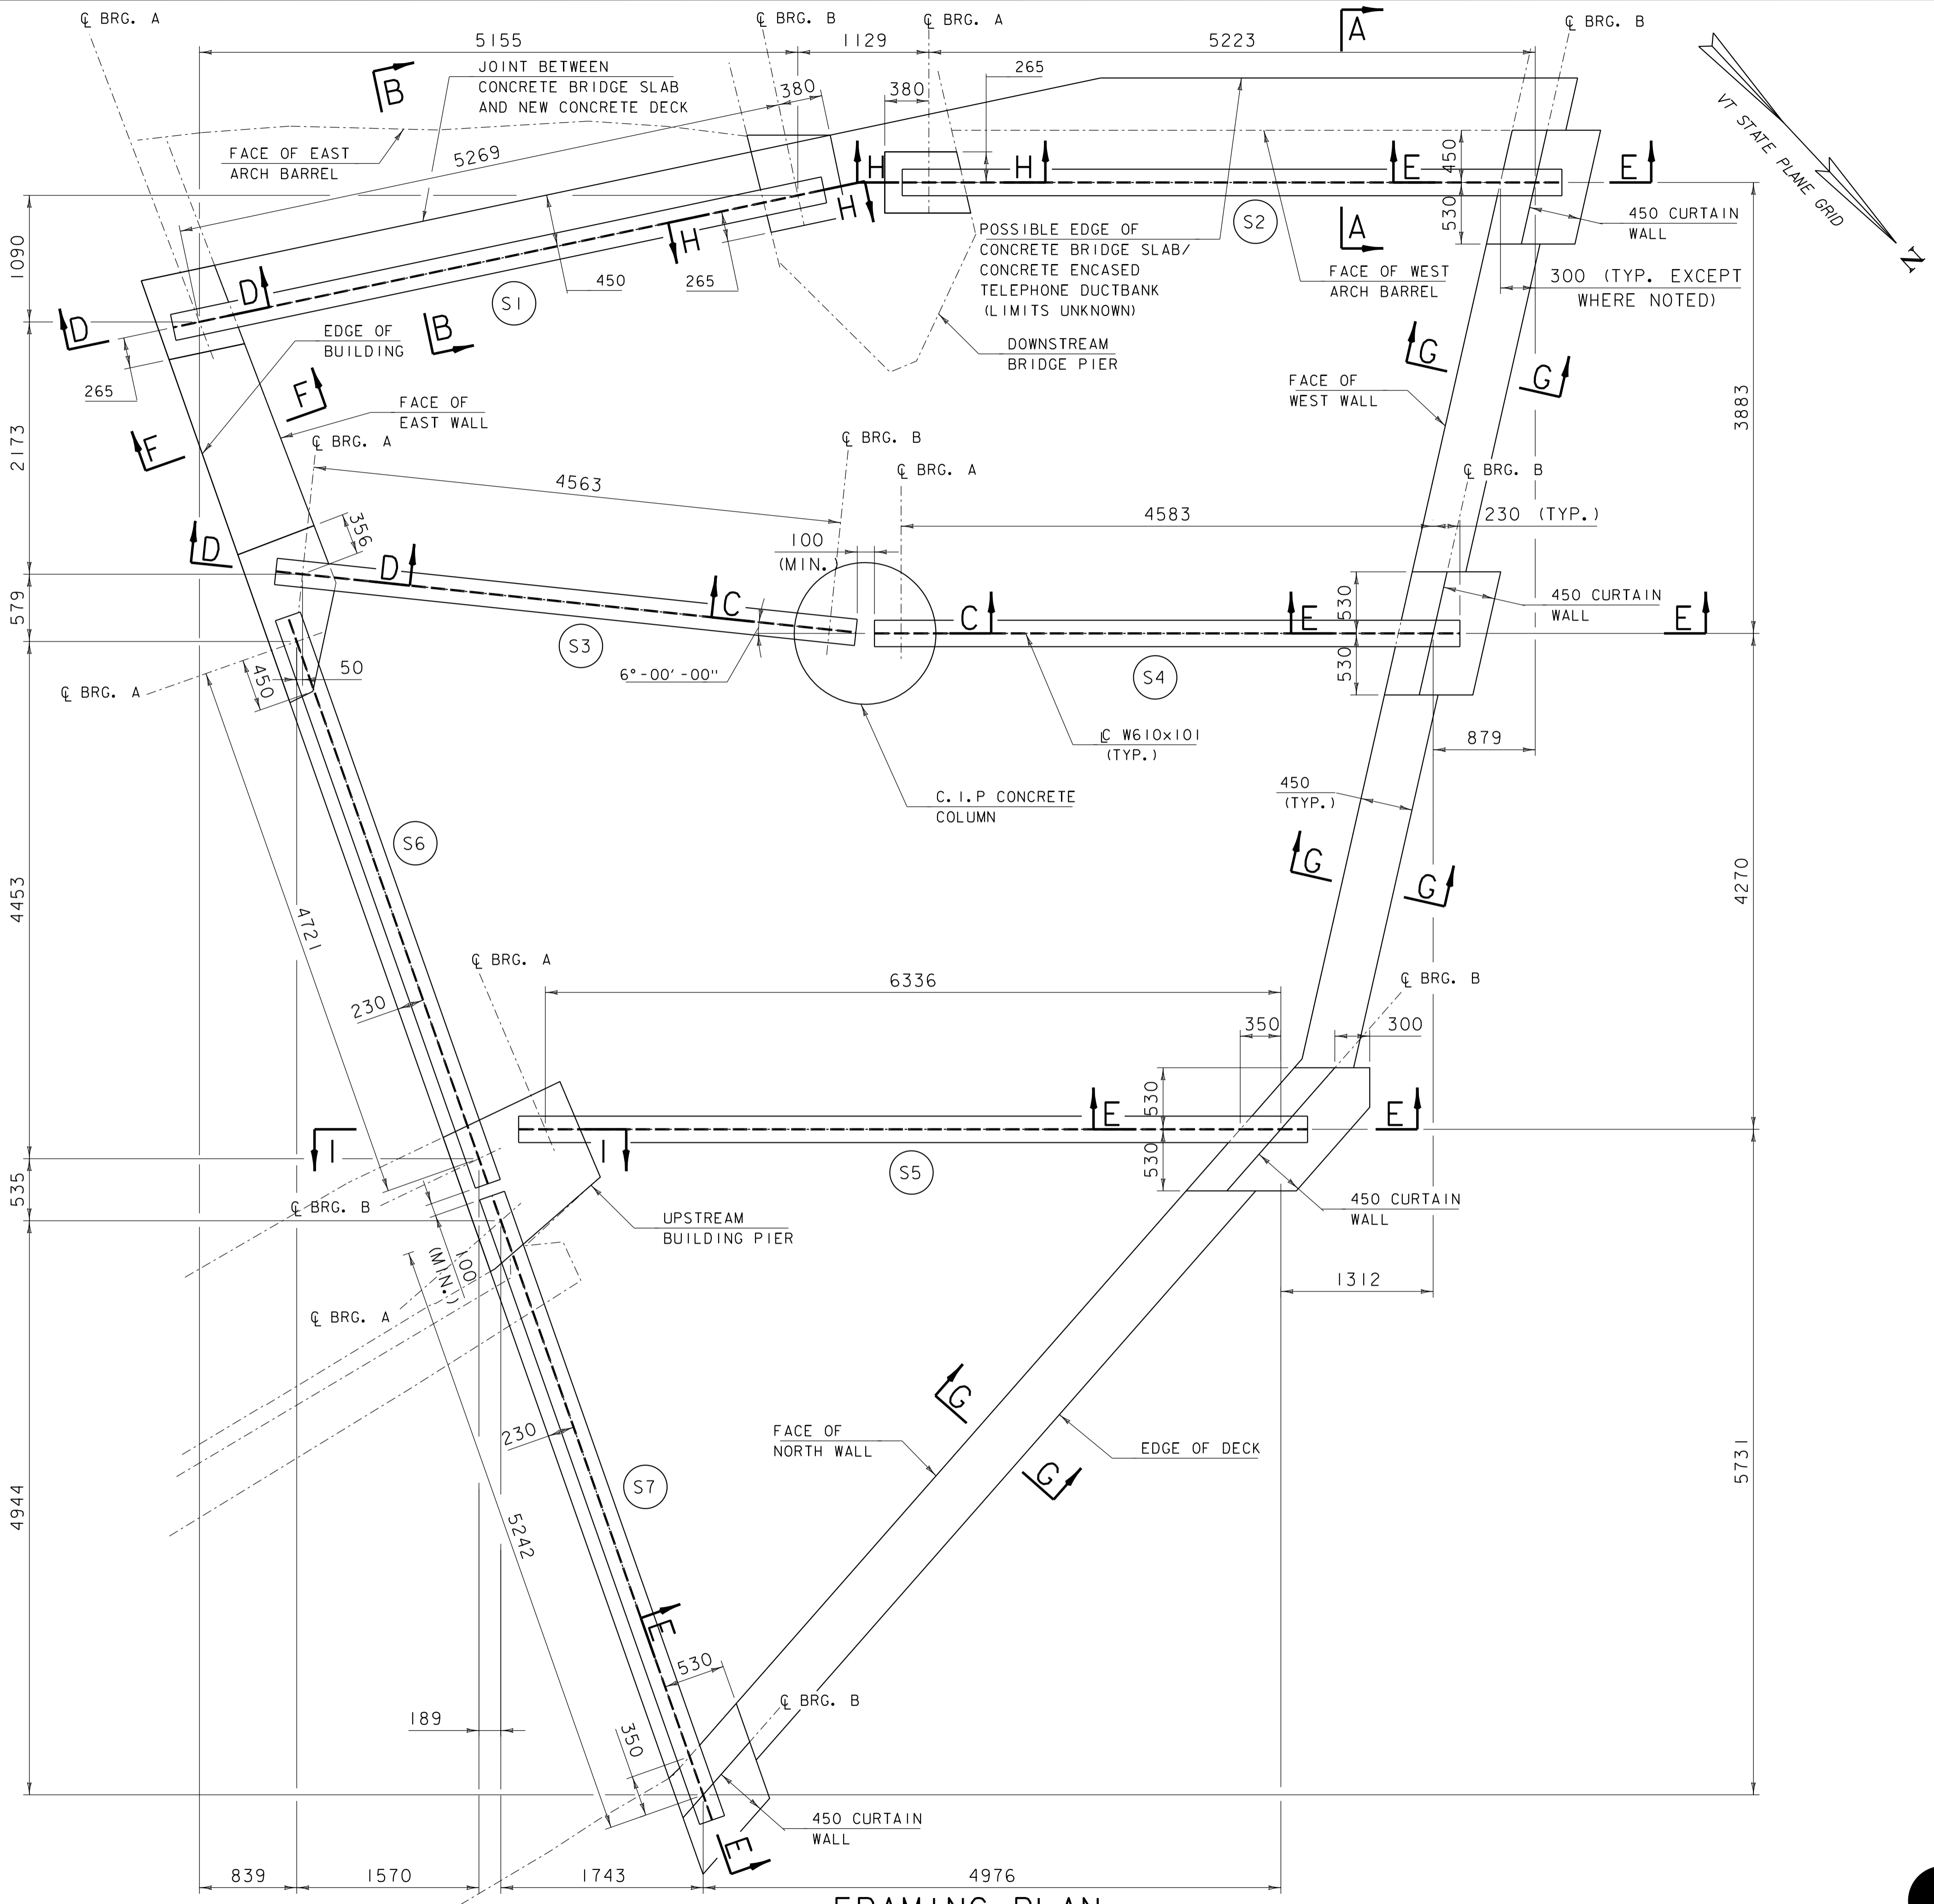 ℄ BRG. A
℄ BRG. B
℄ BRG. A
℄ BRG. B
5155
1129
5223
A
265
B
JOINT BETWEEN
CONCRETE BRIDGE SLAB
AND NEW CONCRETE DECK
380
380
VT STATE PLANE GRID
N
FACE OF EAST
ARCH BARREL
5269
H
H
E
450
E
H
530
450 CURTAIN
WALL
S2
A
POSSIBLE EDGE OF
CONCRETE BRIDGE SLAB/
CONCRETE ENCASED
TELEPHONE DUCTBANK
(LIMITS UNKNOWN)
H
FACE OF WEST
ARCH BARREL
300 (TYP. EXCEPT
WHERE NOTED)
1090
450
265
D
S1
D
B
EDGE OF
BUILDING
DOWNSTREAM
BRIDGE PIER
G
G
265
F
FACE OF
EAST WALL
FACE OF
WEST WALL
3883
2173
F
℄ BRG. A
℄ BRG. B
℄ BRG. A
℄ BRG. B
4563
4583
230 (TYP.)
356
100
(MIN.)
D
D
C
C
530
E
450 CURTAIN
WALL
E
579
S3
530
50
450
6°-00'-00"
S4
℄ BRG. A
℄ W610x101
(TYP.)
879
C.I.P CONCRETE
COLUMN
450
(TYP.)
S6
G
G
4453
4270
4721
℄ BRG. A
6336
℄ BRG. B
230
350
300
530
E
E
I
I
530
S5
535
450 CURTAIN
WALL
℄ BRG. B
UPSTREAM
BUILDING PIER
100
(MIN.)
1312
℄ BRG. A
G
230
FACE OF
NORTH WALL
EDGE OF DECK
G
S7
4944
5731
5242
E
530
℄ BRG. B
189
350
450 CURTAIN
WALL
E
839
1570
1743
4976
FRAMING PLAN